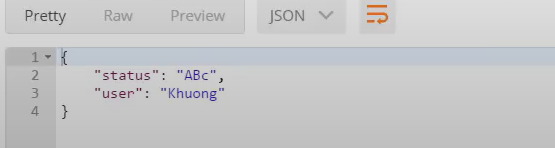 Pretty Raw Preview JSON
1 {
2 "status": "ABc",
3 "user": "Khuong"
4 }